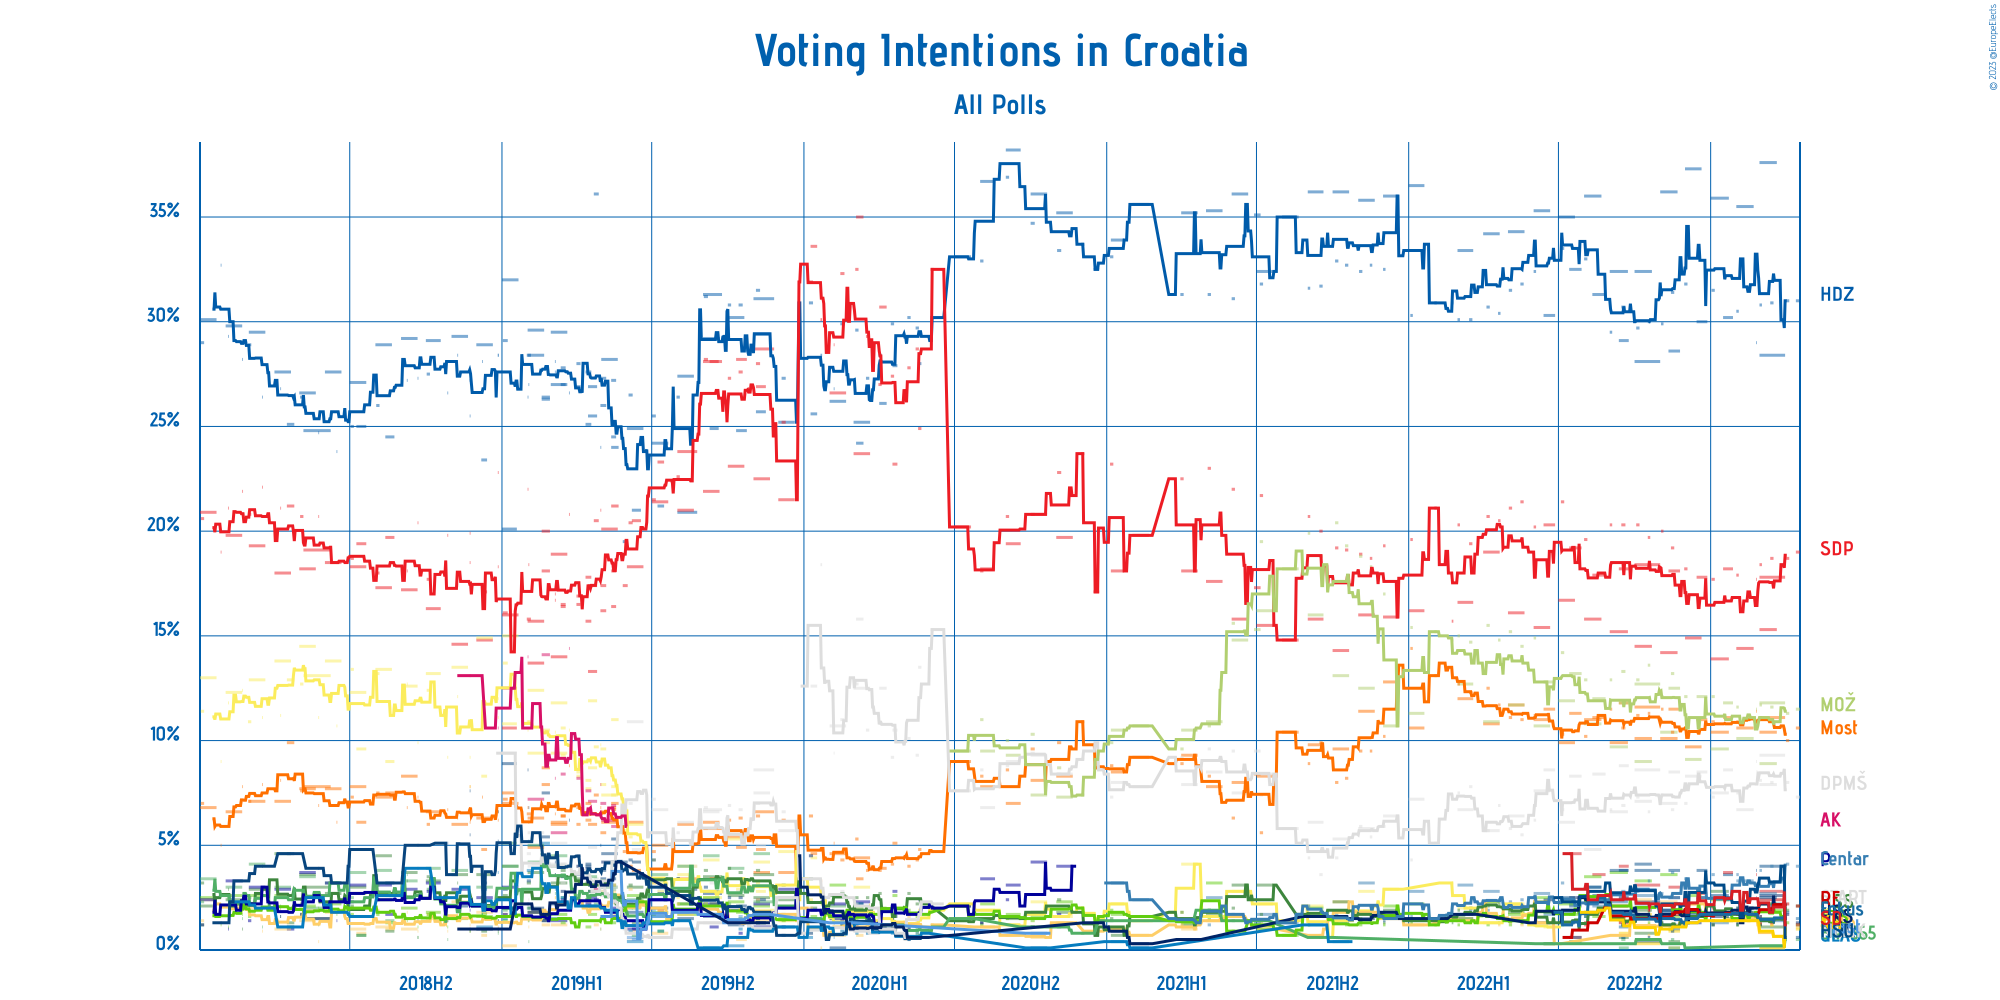 © 2023 @EuropeElects
Voting Intentions in Croatia
All Polls
35%
30%
25%
20%
15%
10%
5%
0%
HDZ
SDP
MOŽ
Most
DPMŠ
AK
2018H2
2019H1
2019H2
2020H1
2020H2
2021H1
2021H2
2022H1
2022H2